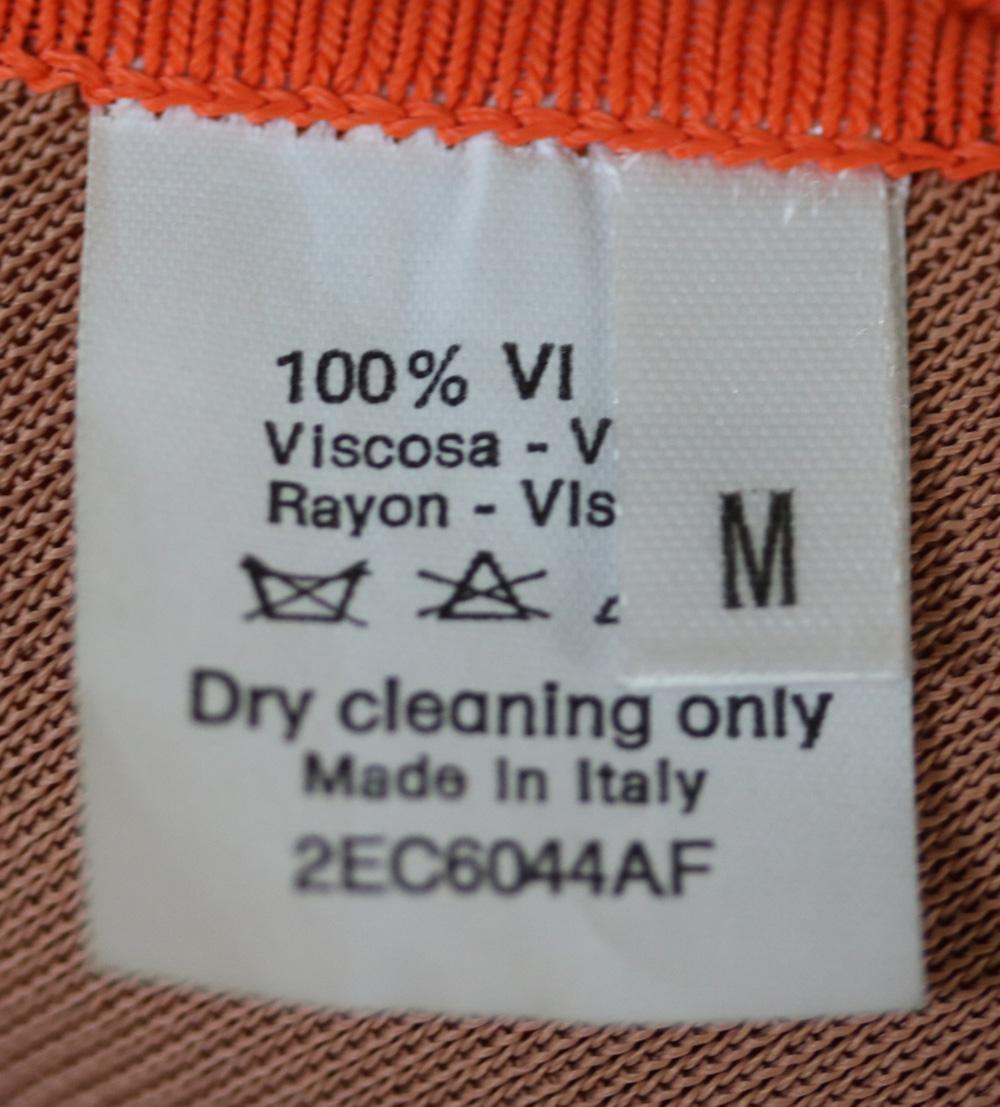 100% VI
Viscosa - V
Rayon - VIs
M
Dry cleaning only
Made In Italy
2EC6044AF